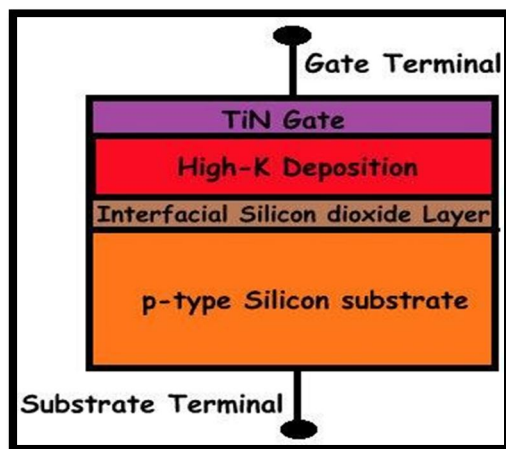 Gate Terminal
TiN Gate
High-K Deposition
Interfacial Silicon dioxide Layer
p-type Silicon substrate
Substrate Terminal